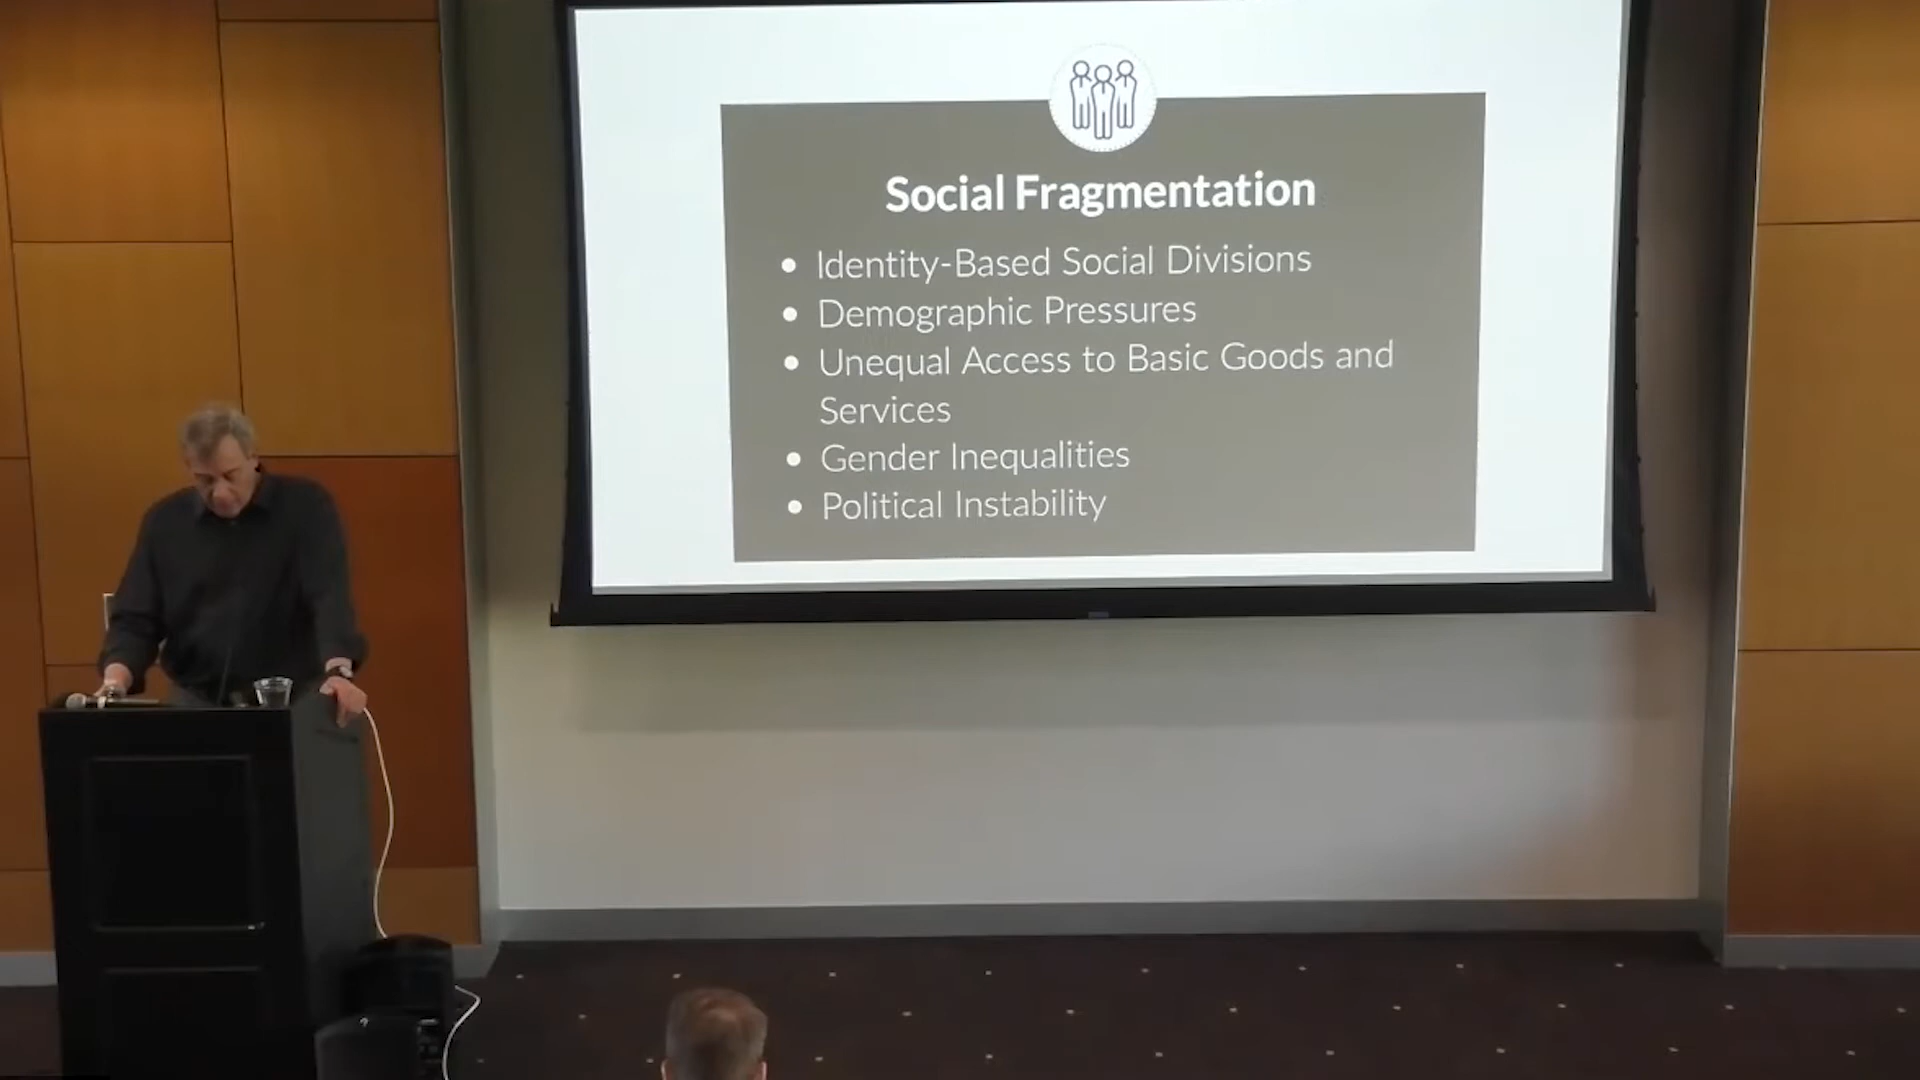 Social Fragmentation
• Identity-Based Social Divisions
• Demographic Pressures
• Unequal Access to Basic Goods and
Services
• Gender Inequalities
• Political Instability